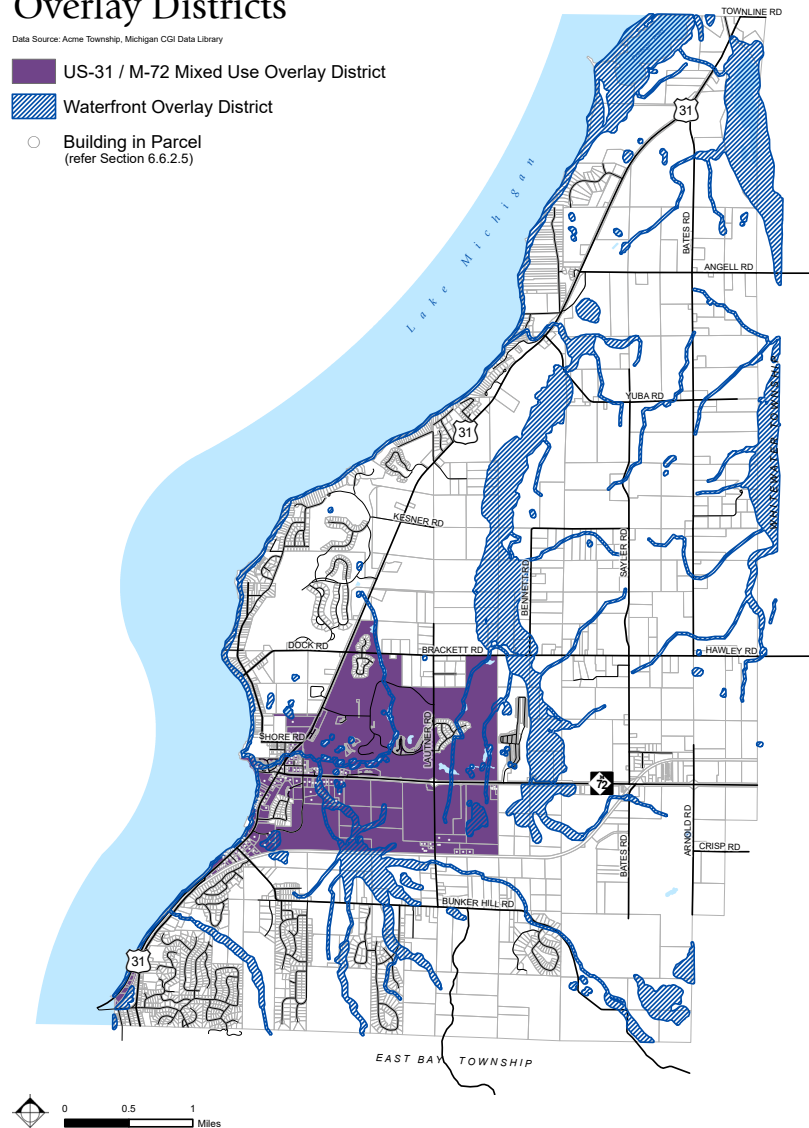 Overlay Districts
Data Source: Acme Township, Michigan CGI Data Library
US-31 / M-72 Mixed Use Overlay District
Waterfront Overlay District
Building in Parcel
(refer Section 6.6.2.5)
TOWNLINE RD
31
Lake Michigan
BATES RD
ANGELL RD
YUBA RD
31
WHITEWATER TOWNSHIP
KESNER RD
SAYLER RD
BENNETT RD
DOCK RD
BRACKETT RD
HAWLEY RD
LAUTNER RD
SHORE RD
72
BATES RD
ARNOLD RD
CRISP RD
BUNKER HILL RD
31
EAST BAY TOWNSHIP
0 0.5 1
Miles